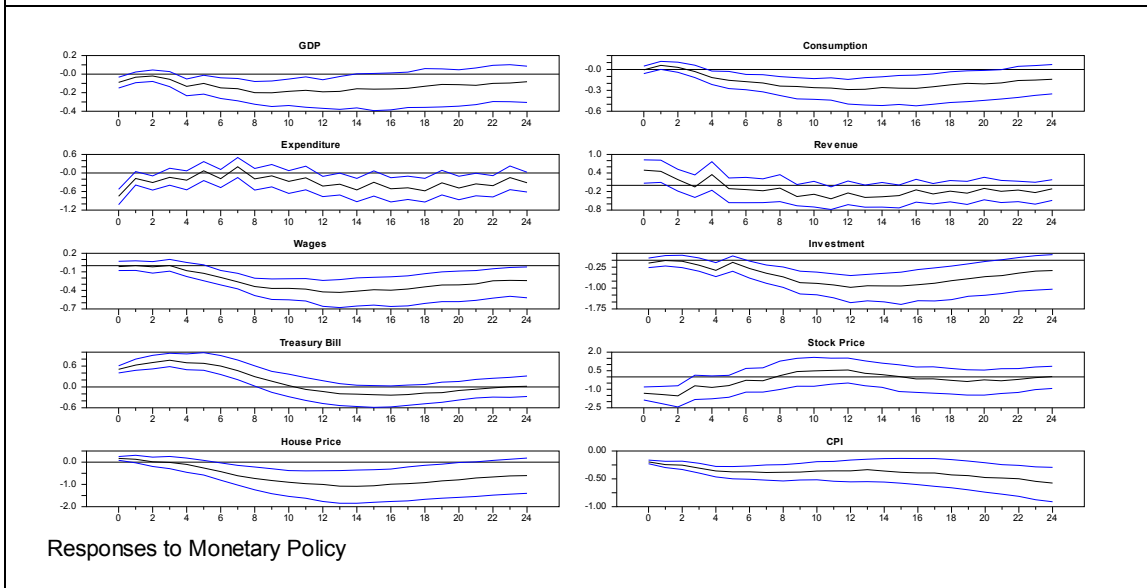 GDP
0.2
-0.0
-0.2
-0.4
0 2 4 6 8 10 12 14 16 18 20 22 24
Consumption
-0.0
-0.3
-0.6
0 2 4 6 8 10 12 14 16 18 20 22 24
Expenditure
0.6
-0.0
-0.6
-1.2
0 2 4 6 8 10 12 14 16 18 20 22 24
Revenue
1.0
0.4
-0.2
-0.8
0 2 4 6 8 10 12 14 16 18 20 22 24
Wages
0.2
-0.1
-0.4
-0.7
0 2 4 6 8 10 12 14 16 18 20 22 24
Investment
-0.25
-1.00
-1.75
0 2 4 6 8 10 12 14 16 18 20 22 24
Treasury Bill
0.6
0.0
-0.6
0 2 4 6 8 10 12 14 16 18 20 22 24
Stock Price
2.0
0.5
-1.0
-2.5
0 2 4 6 8 10 12 14 16 18 20 22 24
House Price
0.0
-1.0
-2.0
0 2 4 6 8 10 12 14 16 18 20 22 24
CPI
0.00
-0.50
-1.00
0 2 4 6 8 10 12 14 16 18 20 22 24
Responses to Monetary Policy